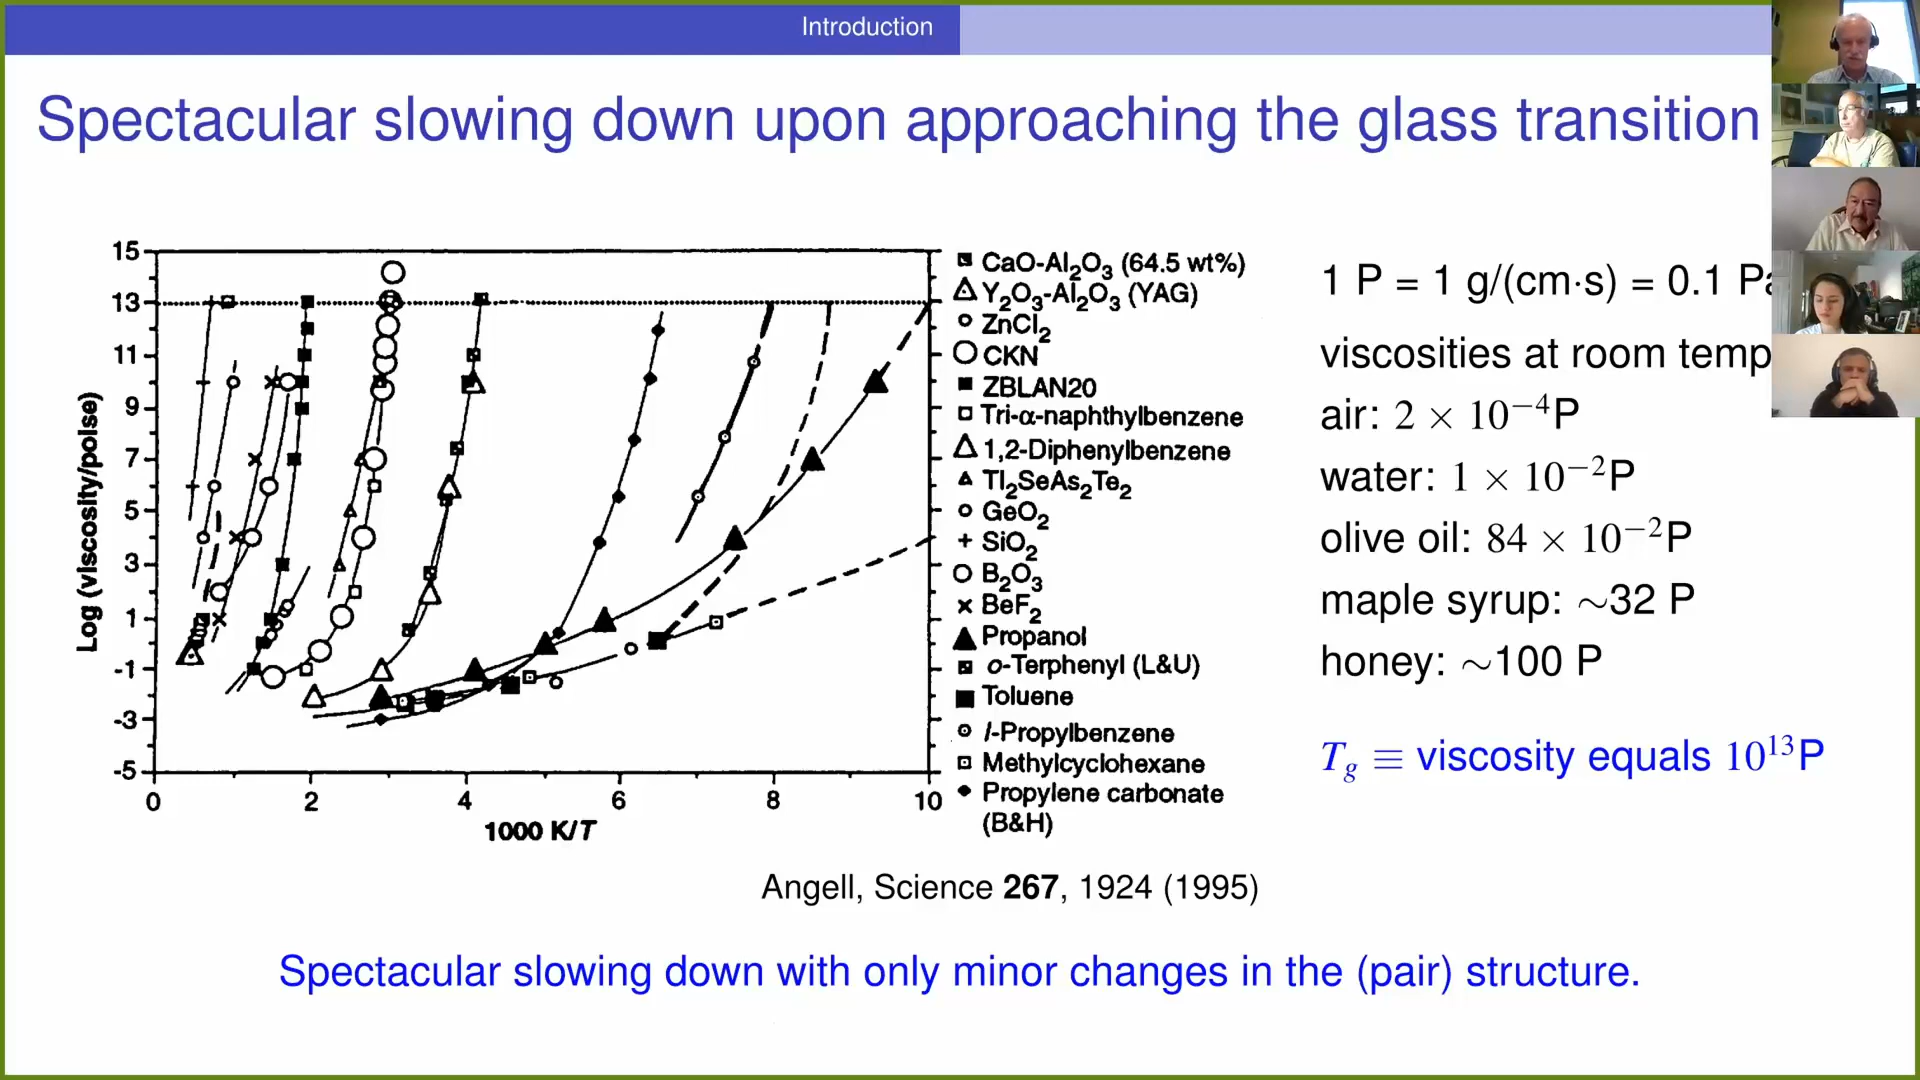 Introduction
Spectacular slowing down upon approaching the glass transition
15
13
11
9
7
5
3
1
-1
-3
-5
Log (viscosity/poise)
0 2 4 6 8 10
1000 K/T
CaO-Al₂O₃ (64.5 wt%)
Y₂O₃-Al₂O₃ (YAG)
ZnCl₂
CKN
ZBLAN20
Tri-α-naphthylbenzene
1,2-Diphenylbenzene
Tl₂SeAs₂Te₂
GeO₂
SiO₂
B₂O₃
BeF₂
Propanol
o-Terphenyl (L&U)
Toluene
l-Propylbenzene
Methylcyclohexane
Propylene carbonate
(B&H)
1 P = 1 g/(cm·s) = 0.1
viscosities at room
air: 2 × 10⁻⁴P
water: 1 × 10⁻²P
olive oil: 84 × 10⁻²P
maple syrup: ~32 P
honey: ~100 P
T_g ≡ viscosity equals 10¹³P
Angell, Science 267, 1924 (1995)
Spectacular slowing down with only minor changes in the (pair) structure.